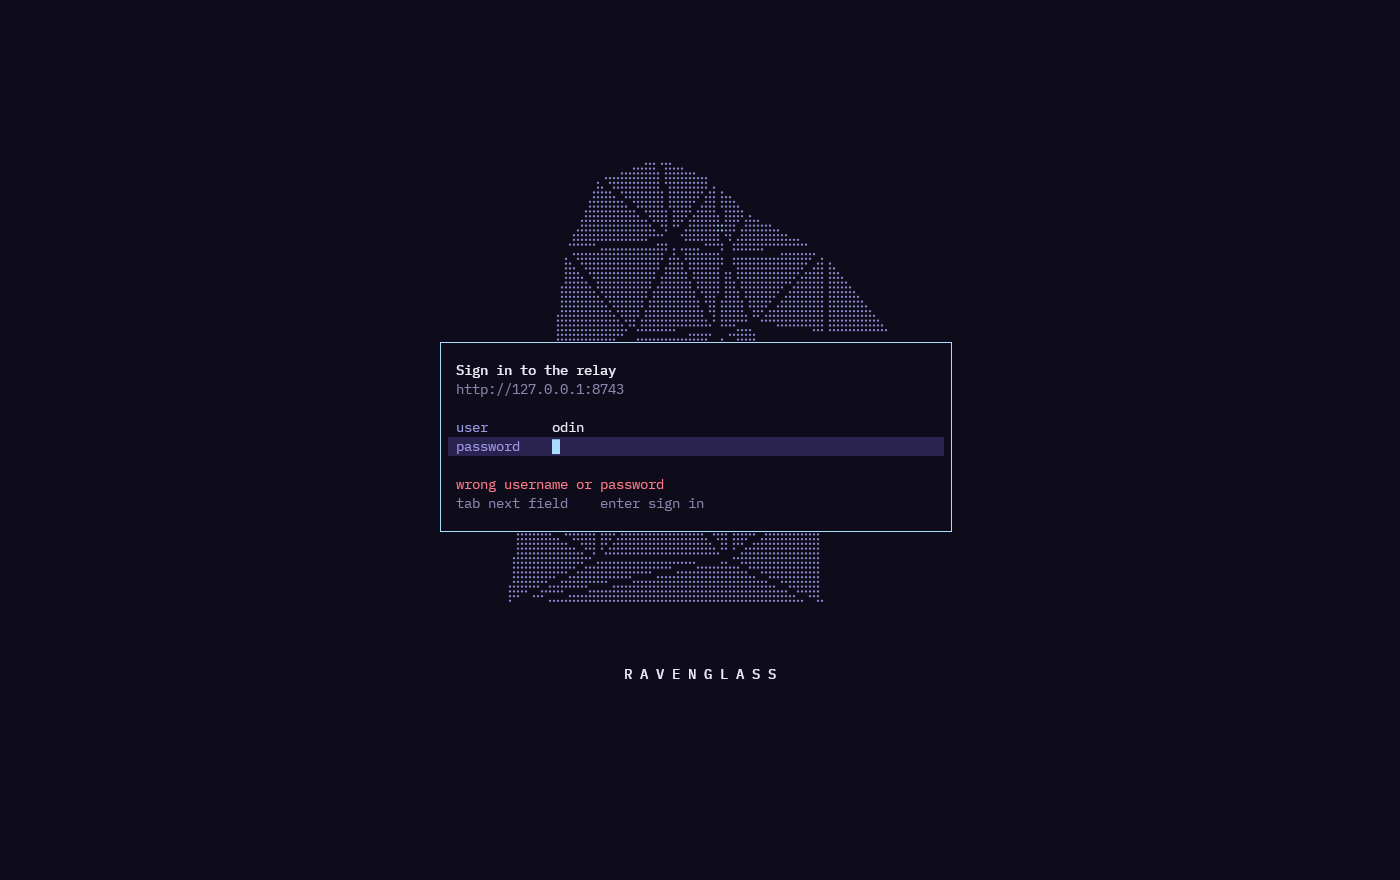 Sign in to the relay
http://127.0.0.1:8743
user odin
password
wrong username or password
tab next field enter sign in
RAVENGLASS